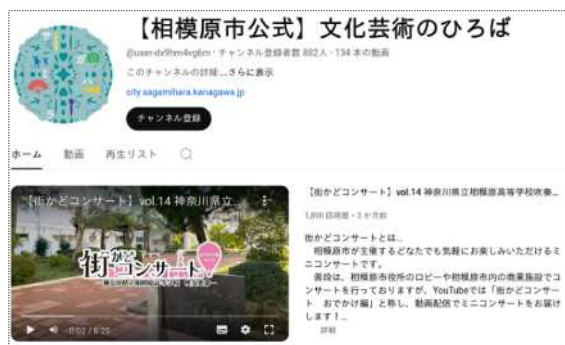 【相模原市公式】文化芸術のひろば
@user-dx9hm4vg6m・チャンネル登録者数 882人・134 本の動画
このチャンネルの詳細 ...さらに表示
city.sagamihara.kanagawa.jp
チャンネル登録
ホーム 動画 再生リスト
【街かどコンサート】vol.14 神奈川県立
街かどコンサート
0:02 / 6:25
【街かどコンサート】vol.14 神奈川県立相模原高等学校吹奏...
1,898 回視聴・3 か月前
街かどコンサートとは...
相模原市が主催するどなたでも気軽にお楽しみいただけるミ
ニコンサートです。
普段は、相模原市役所のロビーや相模原市内の商業施設でコ
ンサートを行っておりますが、YouTubeでは「街かどコンサー
ト おでかけ編」と称し、動画配信でミニコンサートをお届け
します！...
詳細